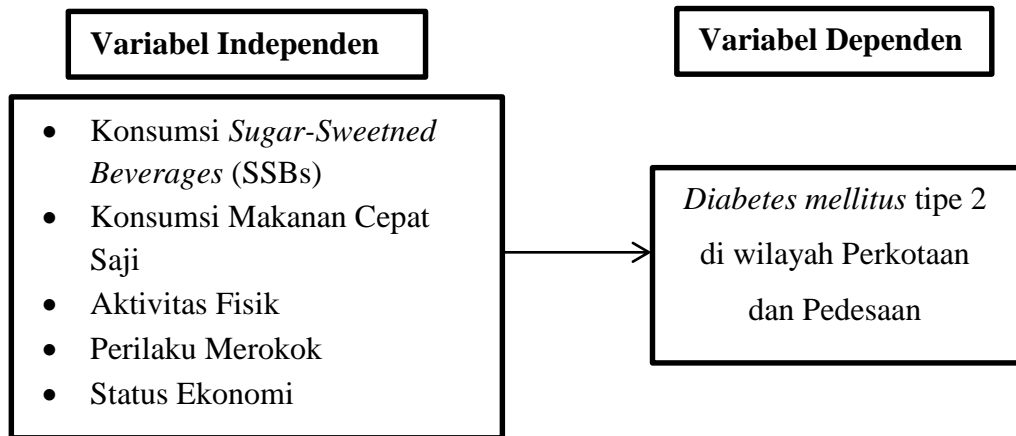 Variabel Independen
Variabel Dependen
• Konsumsi Sugar-Sweetned
Beverages (SSBs)
• Konsumsi Makanan Cepat
Saji
• Aktivitas Fisik
• Perilaku Merokok
• Status Ekonomi
Diabetes mellitus tipe 2
di wilayah Perkotaan
dan Pedesaan